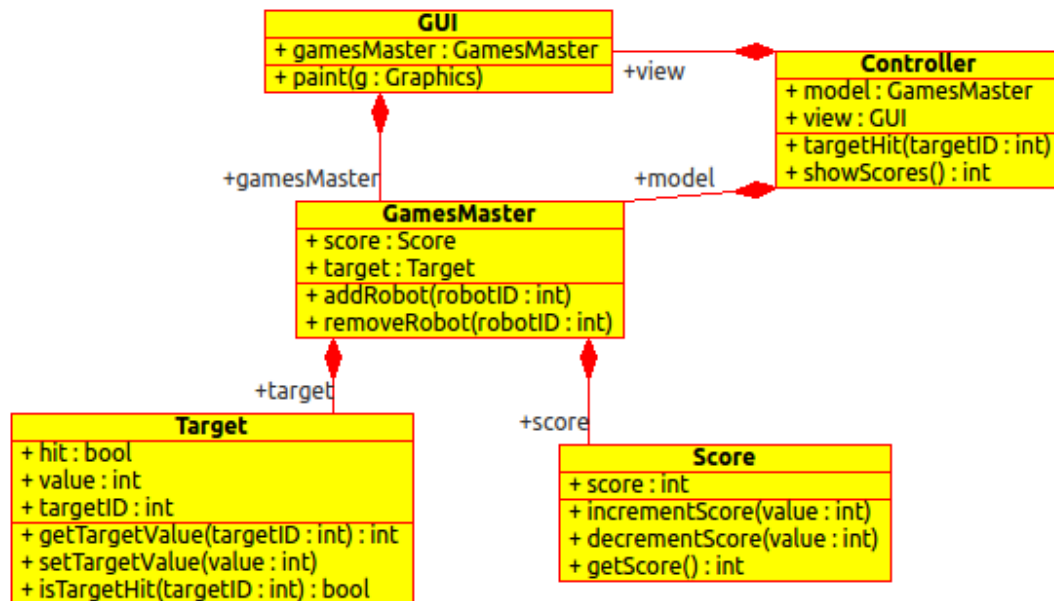 GUI
+ gamesMaster : GamesMaster
+ paint(g : Graphics)
+view
Controller
+ model : GamesMaster
+ view : GUI
+ targetHit(targetID : int)
+ showScores() : int
+gamesMaster
+model
GamesMaster
+ score : Score
+ target : Target
+ addRobot(robotID : int)
+ removeRobot(robotID : int)
+target
+score
Target
+ hit : bool
+ value : int
+ targetID : int
+ getTargetValue(targetID : int) : int
+ setTargetValue(value : int)
+ isTargetHit(targetID : int) : bool
Score
+ score : int
+ incrementScore(value : int)
+ decrementScore(value : int)
+ getScore() : int